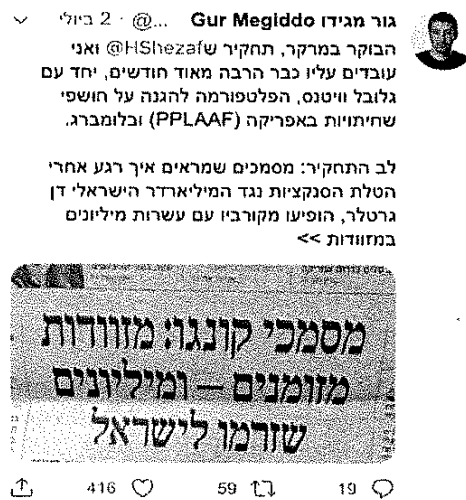 גור מגידו Gur Megiddo @... · 2 ביולי
הבוקר במרקר, תחקיר ש@HShezaf ואני
עובדים עליו כבר הרבה מאוד חודשים, יחד עם
גלובל וויטנס, הפלטפורמה להגנה על חושפי
שחיתויות באפריקה (PPLAAF) ובלומברג.
לב התחקיר: מסמכים שמראים איך רגע אחרי
הטלת הסנקציות נגד המיליארדר הישראלי דן
גרטלר, הופיעו מקורביו עם עשרות מיליונים
במזוודות >>
מסמכי קונגו: מזוודות
מזומנים – ומיליונים
שזרמו לישראל
19 59 416